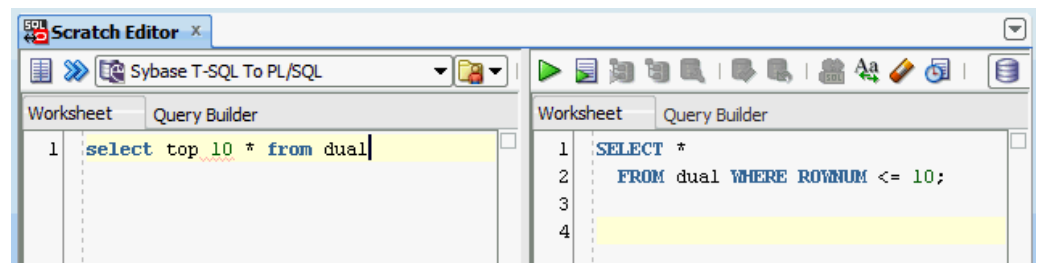 Scratch Editor x
Sybase T-SQL To PL/SQL
Worksheet Query Builder
1 select top 10 * from dual
Worksheet Query Builder
1 SELECT *
2 FROM dual WHERE ROWNUM <= 10;
3
4